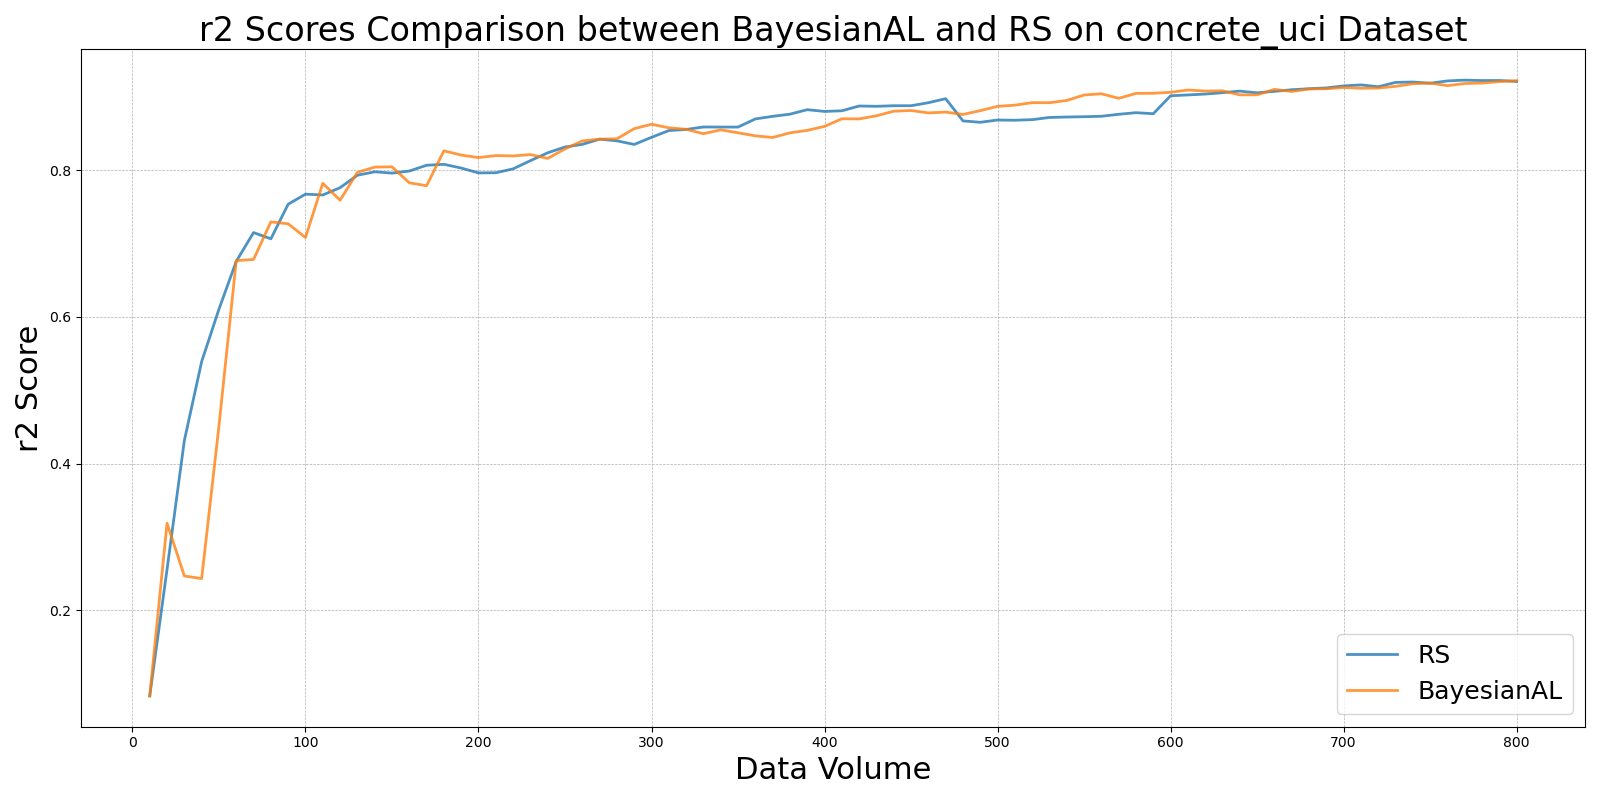 r2 Scores Comparison between BayesianAL and RS on concrete_uci Dataset
r2 Score
0.8
0.6
0.4
0.2
0 100 200 300 400 500 600 700 800
Data Volume
RS
BayesianAL